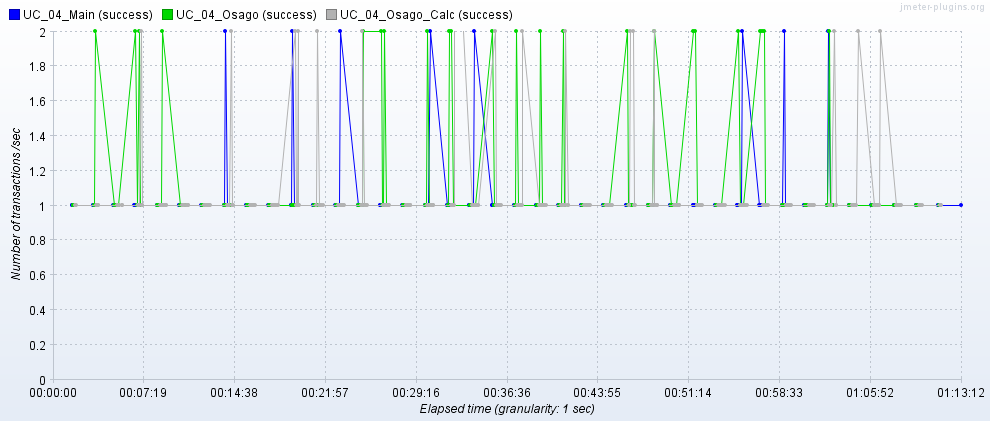 UC_04_Main (success) UC_04_Osago (success) UC_04_Osago_Calc (success)
jmeter-plugins.org
Number of transactions /sec
2
1.8
1.6
1.4
1.2
1
0.8
0.6
0.4
0.2
0
00:00:00 00:07:19 00:14:38 00:21:57 00:29:16 00:36:36 00:43:55 00:51:14 00:58:33 01:05:52 01:13:12
Elapsed time (granularity: 1 sec)